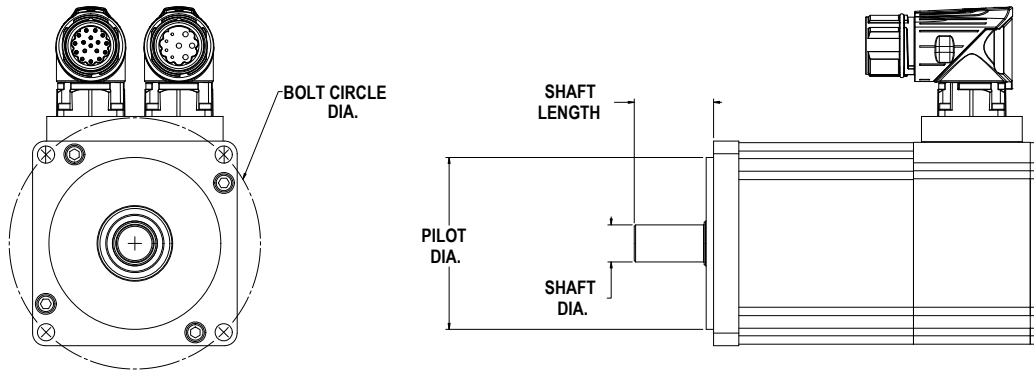 BOLT CIRCLE
DIA.
SHAFT
LENGTH
PILOT
DIA.
SHAFT
DIA.